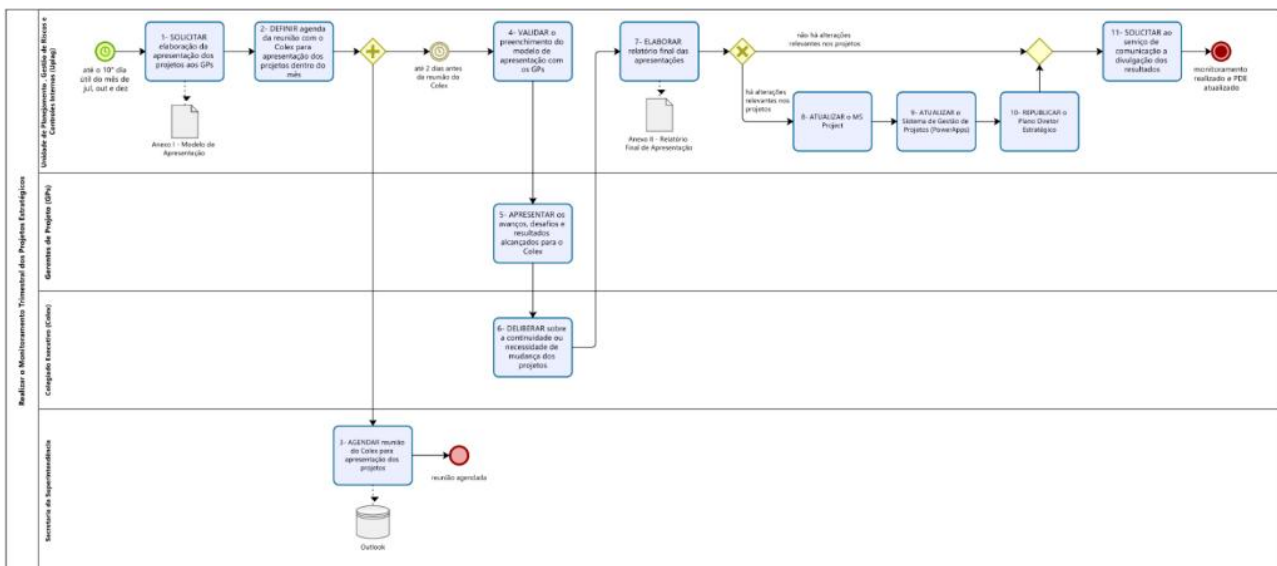 Realizar o Monitoramento Trimestral dos Projetos Estratégicos
Unidade de Planejamento, Gestão de Riscos e
Controles Internos (Uplag)
até o 10º dia
útil do mês de
jul, out e dez
1- SOLICITAR
elaboração da
apresentação dos
projetos aos GPs
Anexo I - Modelo de
Apresentação
2- DEFINIR agenda
da reunião com o
Colex para
apresentação dos
projetos dentro do
mês
até 2 dias antes
da reunião do
Colex
4- VALIDAR o
preenchimento do
modelo de
apresentação com
os GPs
7- ELABORAR
relatório final das
apresentações
Anexo II - Relatório
Final de Apresentação
não há alterações
relevantes nos projetos
há alterações
relevantes nos
projetos
8- ATUALIZAR o MS
Project
9- ATUALIZAR o
Sistema de Gestão de
Projetos (PowerApps)
10- REPUBLICAR o
Plano Diretor
Estratégico
11- SOLICITAR ao
serviço de
comunicação a
divulgação dos
resultados
monitoramento
realizado e PDE
atualizado
Gerentes de Projeto (GPs)
5- APRESENTAR os
avanços, desafios e
resultados
alcançados para o
Colex
Colegiado Executivo (Colex)
6- DELIBERAR sobre
a continuidade ou
necessidade de
mudança dos
projetos
Secretaria da Superintendência
3- AGENDAR reunião
do Colex para
apresentação dos
projetos
reunião agendada
Outlook